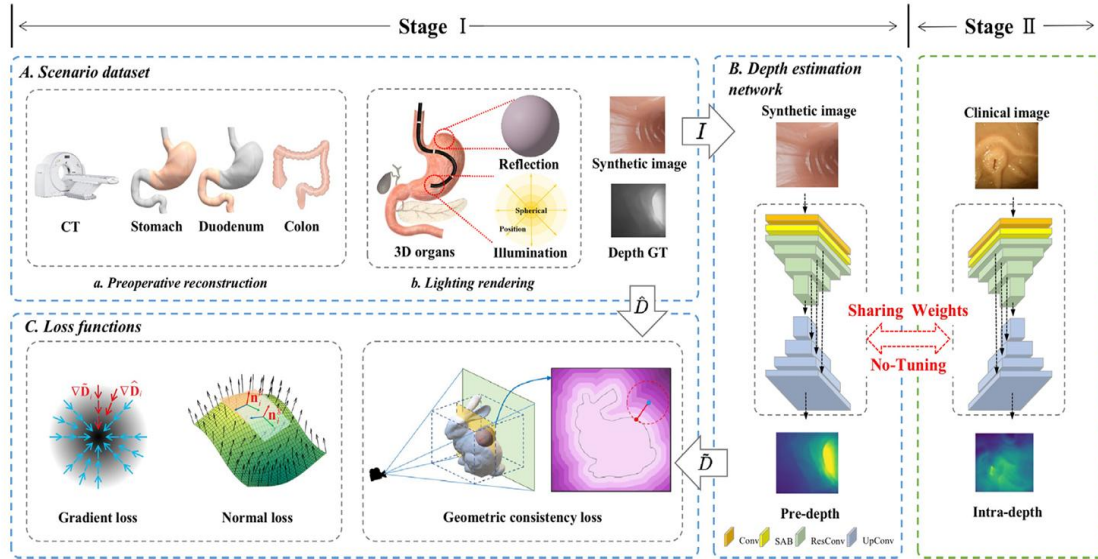 Stage Ⅰ
Stage Ⅱ
A. Scenario dataset
CT
Stomach
Duodenum
Colon
a. Preoperative reconstruction
3D organs
Reflection
Spherical
Position
Illumination
b. Lighting rendering
Synthetic image
Depth GT
I
D̂
B. Depth estimation
network
Synthetic image
Clinical image
Sharing Weights
No-Tuning
Pre-depth
Intra-depth
Conv
SAB
ResConv
UpConv
C. Loss functions
∇D̃ᵢ
∇D̂ᵢ
Gradient loss
Normal loss
Geometric consistency loss
D̃